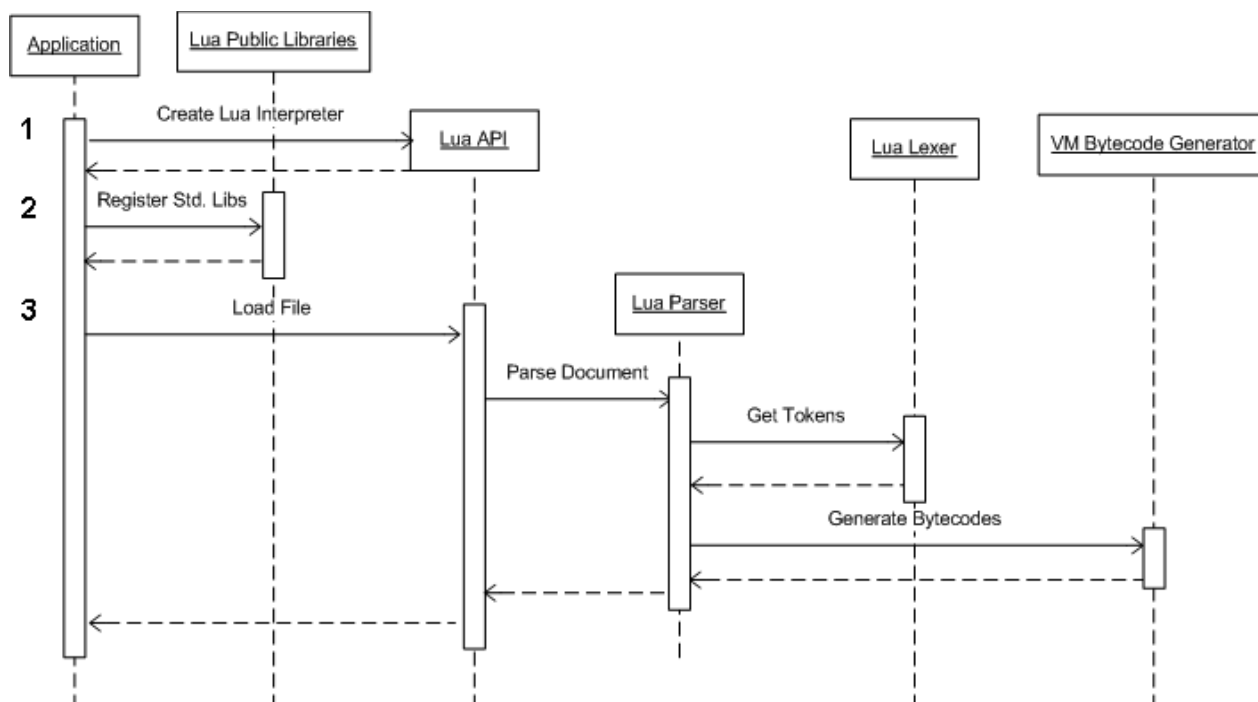 Application
Lua Public Libraries
1
Create Lua Interpreter
Lua API
Lua Lexer
VM Bytecode Generator
2
Register Std. Libs
3
Load File
Lua Parser
Parse Document
Get Tokens
Generate Bytecodes